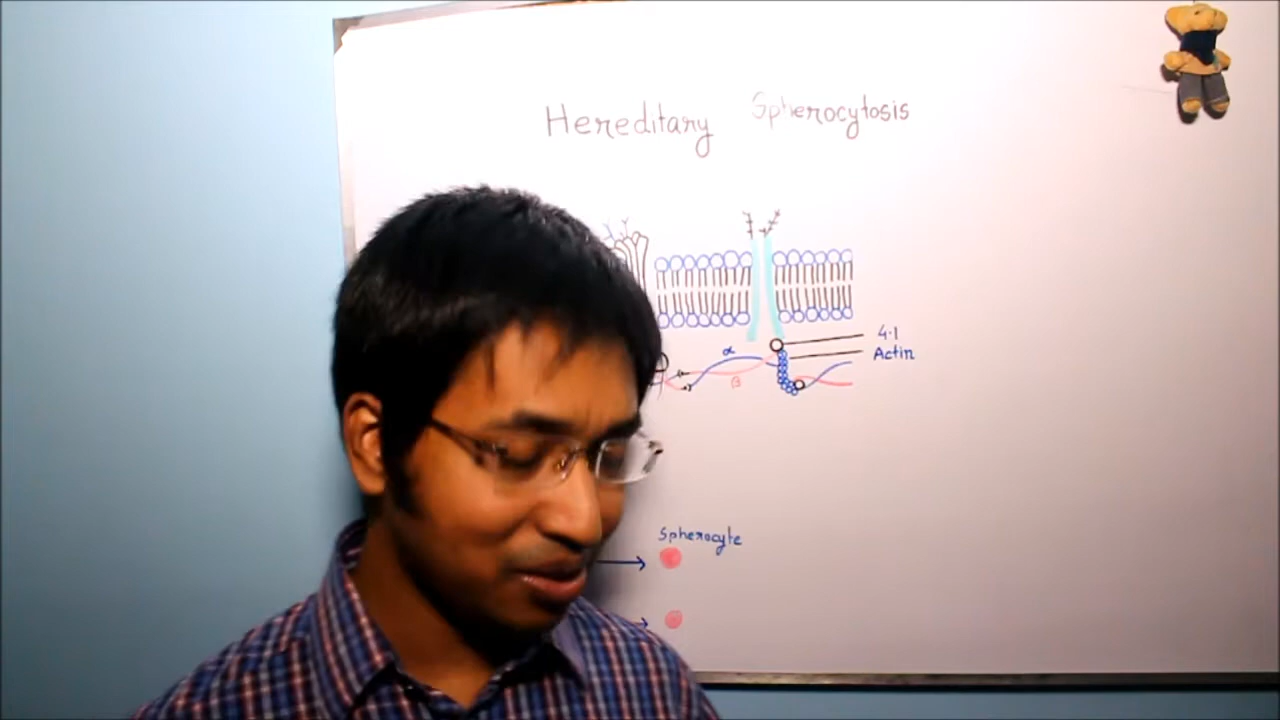 Hereditary Spherocytosis
4.1
Actin
α
β
Spherocyte